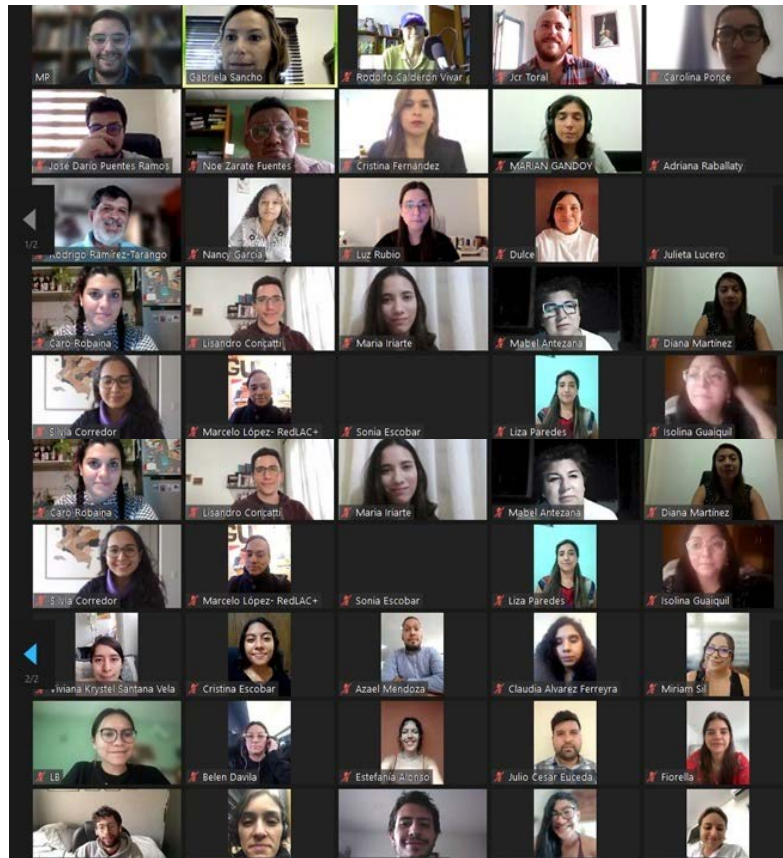 MP
Gabriela Sancho
Rodolfo Calderón Vivar
Jcr Toral
Carolina Ponce
José Darío Puentes Ramos
Noe Zarate Fuentes
Cristina Fernández
MARIAN GANDOY
Adriana Raballaty
1/2
Rodrigo Ramírez-Tarango
Nancy García
Luz Rubio
Dulce
Julieta Lucero
Caro Robaina
Lisandro Concatti
Maria Iriarte
Mabel Antezana
Diana Martínez
Silvia Corredor
GU
Marcelo López- RedLAC+
Sonia Escobar
Liza Paredes
Isolina Guaiquil
Caro Robaina
Lisandro Concatti
Maria Iriarte
Mabel Antezana
Diana Martínez
Silvia Corredor
GU
Marcelo López- RedLAC+
Sonia Escobar
Liza Paredes
Isolina Guaiquil
2/2
Viviana Krystel Santana Vela
Cristina Escobar
Azael Mendoza
Claudia Alvarez Ferreyra
Miriam Sil
LB
Belen Davila
Estefanía Alonso
Julio Cesar Euceda
Fiorella